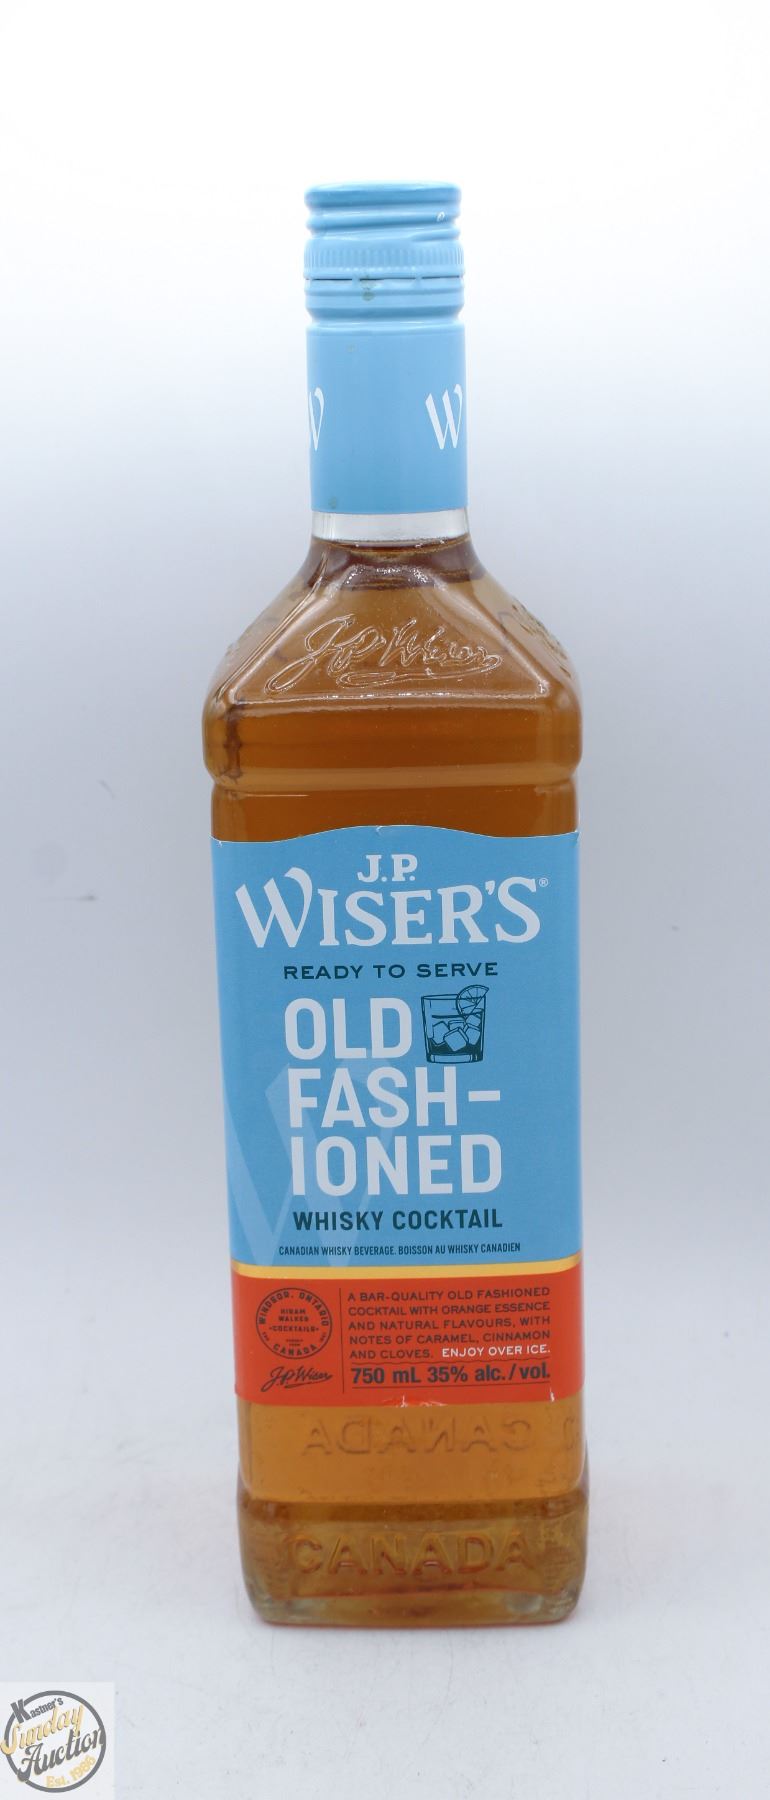 W W
J.P. Wiser
J.P.
WISER'S®
READY TO SERVE
OLD
FASH-
IONED
WHISKY COCKTAIL
CANADIAN WHISKY BEVERAGE. BOISSON AU WHISKY CANADIEN
WINDSOR, ONTARIO
HIRAM
WALKER
COCKTAILS
CANADA
J.P. Wiser
A BAR-QUALITY OLD FASHIONED
COCKTAIL WITH ORANGE ESSENCE
AND NATURAL FLAVOURS, WITH
NOTES OF CARAMEL, CINNAMON
AND CLOVES. ENJOY OVER ICE.
750 mL 35% alc./vol.
CANADA
CANADA
Kastner's
Sunday
Auction
Est. 1986